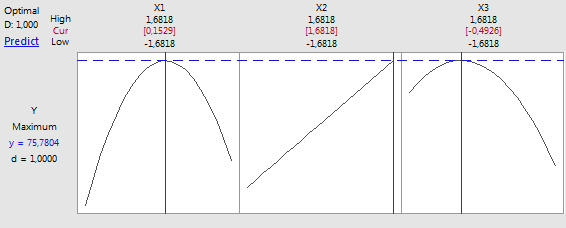 Optimal
D: 1,000
Predict
High
Cur
Low
X1
1,6818
[0,1529]
-1,6818
X2
1,6818
[1,6818]
-1,6818
X3
1,6818
[-0,4926]
-1,6818
Y
Maximum
y = 75,7804
d = 1,0000